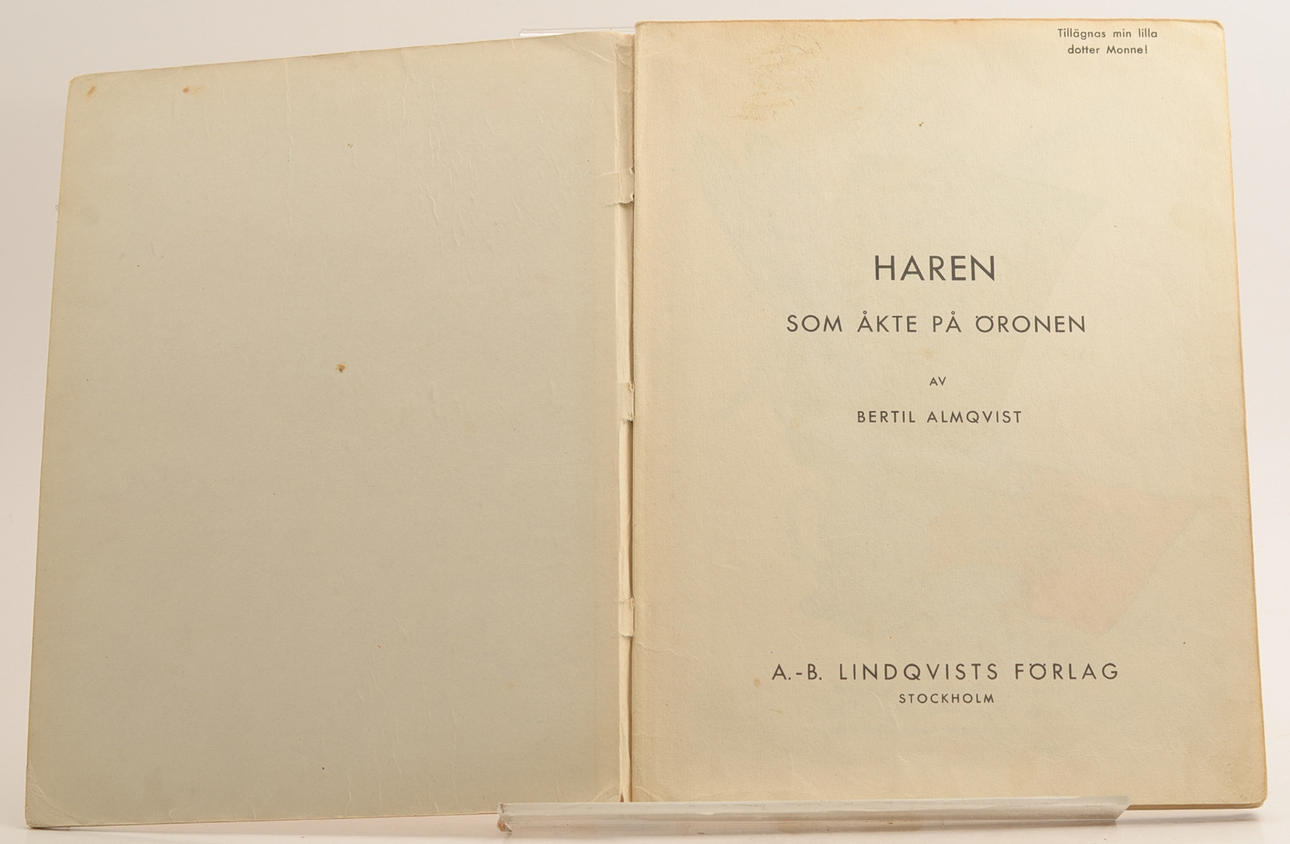 Tillägnas min lilla
dotter Monne!
HAREN
SOM ÅKTE PÅ ÖRONEN
AV
BERTIL ALMQVIST
A.-B. LINDQVISTS FÖRLAG
STOCKHOLM